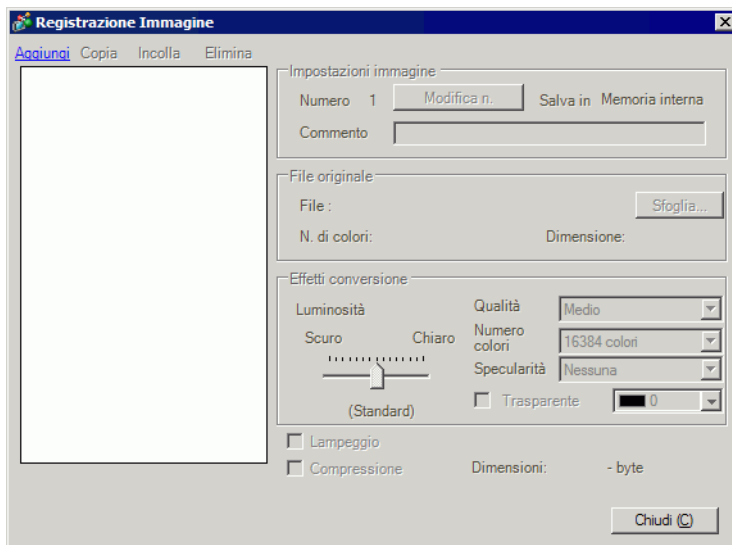 Registrazione Immagine
Aggiungi Copia Incolla Elimina
Impostazioni immagine
Numero 1 Modifica n. Salva in Memoria interna
Commento
File originale
File : Sfoglia...
N. di colori: Dimensione:
Effetti conversione
Luminosità
Scuro Chiaro
(Standard)
Qualità Medio
Numero colori 16384 colori
Specularità Nessuna
Trasparente 0
Lampeggio
Compressione Dimensioni: - byte
Chiudi (C)